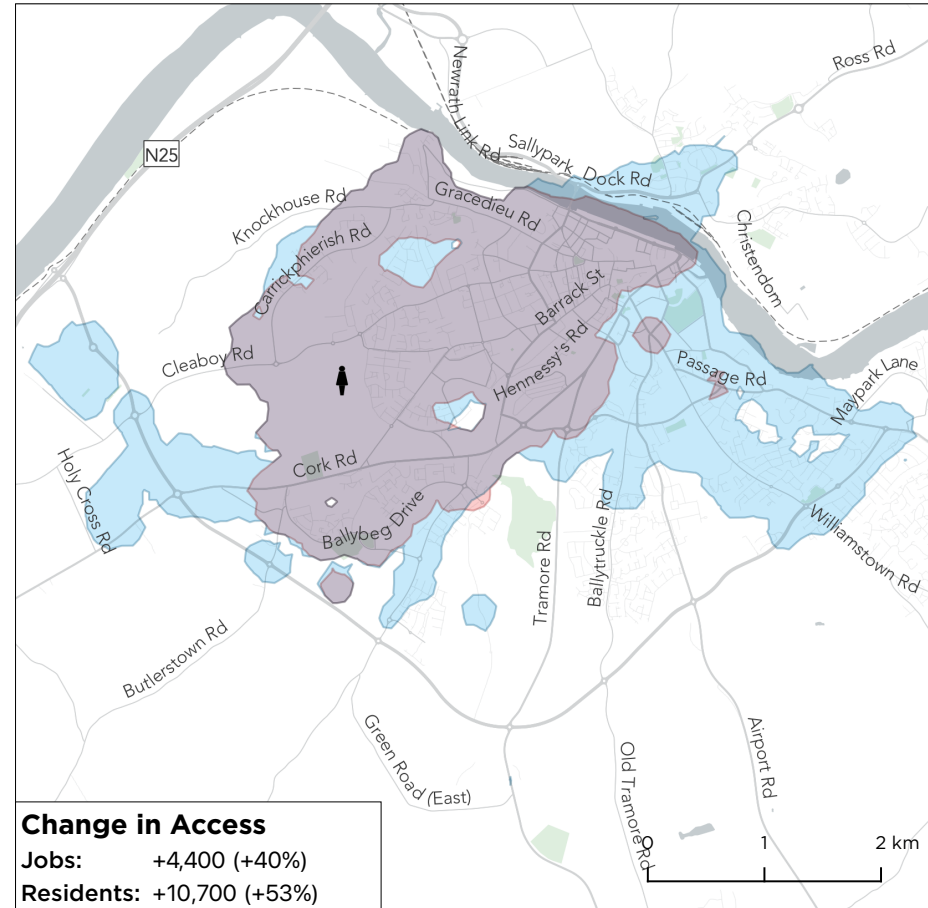 Ross Rd
Newrath Link Rd
N25
Sallypark
Dock Rd
Gracedieu Rd
Knockhouse Rd
Christendom
Carrickphierish Rd
Barrack St
Hennessy's Rd
Cleaboy Rd
Passage Rd
Maypark Lane
Cork Rd
Holy Cross Rd
Ballybeg Drive
Ballytruckle Rd
Tramore Rd
Williamstown Rd
Butlerstown Rd
Green Road (East)
Old Tramore Rd
Airport Rd
0 1 2 km
Change in Access
Jobs: +4,400 (+40%)
Residents: +10,700 (+53%)